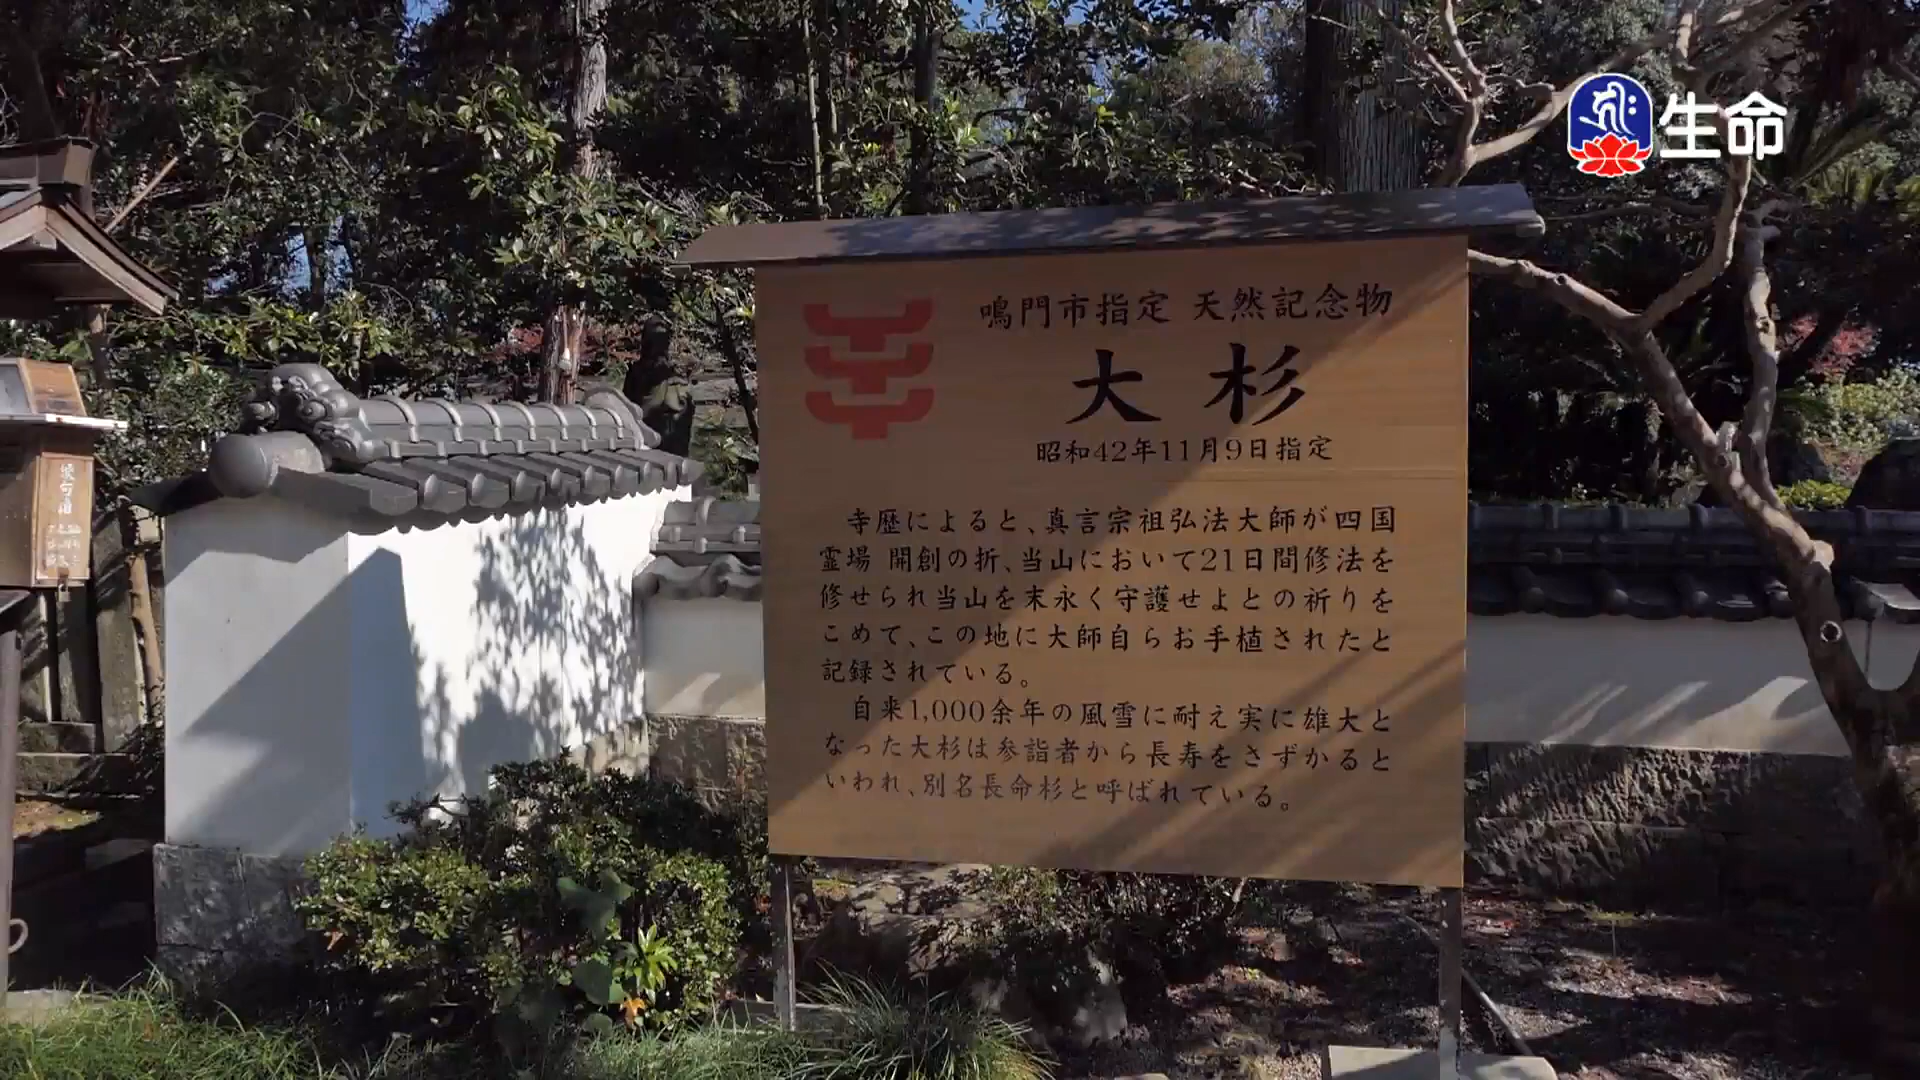 生命
鳴門市指定 天然記念物
大杉
昭和42年11月9日指定
寺歴によると、真言宗祖弘法大師が四国
霊場 開創の折、当山において21日間修法を
修せられ当山を末永く守護せよとの祈りを
こめて、この地に大師自らお手植されたと
記録されている。
自来1,000余年の風雪に耐え実に雄大と
なった大杉は参詣者から長寿をさずかると
いわれ、別名長命杉と呼ばれている。